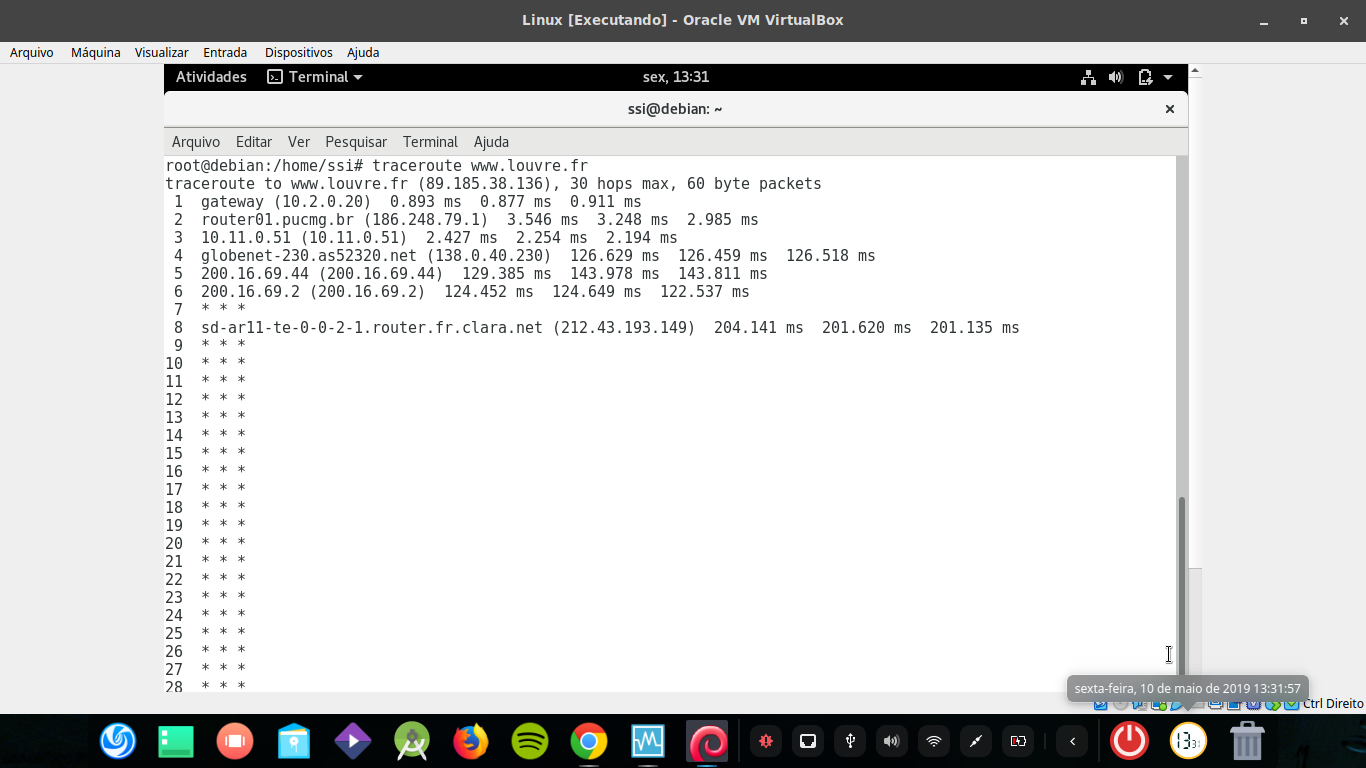 Linux [Executando] - Oracle VM VirtualBox
Arquivo Máquina Visualizar Entrada Dispositivos Ajuda
Atividades Terminal sex, 13:31
ssi@debian: ~
Arquivo Editar Ver Pesquisar Terminal Ajuda
root@debian:/home/ssi# traceroute www.louvre.fr
traceroute to www.louvre.fr (89.185.38.136), 30 hops max, 60 byte packets
1 gateway (10.2.0.20) 0.893 ms 0.877 ms 0.911 ms
2 router01.pucmg.br (186.248.79.1) 3.546 ms 3.248 ms 2.985 ms
3 10.11.0.51 (10.11.0.51) 2.427 ms 2.254 ms 2.194 ms
4 globenet-230.as52320.net (138.0.40.230) 126.629 ms 126.459 ms 126.518 ms
5 200.16.69.44 (200.16.69.44) 129.385 ms 143.978 ms 143.811 ms
6 200.16.69.2 (200.16.69.2) 124.452 ms 124.649 ms 122.537 ms
7 * * *
8 sd-ar11-te-0-0-2-1.router.fr.clara.net (212.43.193.149) 204.141 ms 201.620 ms 201.135 ms
9 * * *
10 * * *
11 * * *
12 * * *
13 * * *
14 * * *
15 * * *
16 * * *
17 * * *
18 * * *
19 * * *
20 * * *
21 * * *
22 * * *
23 * * *
24 * * *
25 * * *
26 * * *
27 * * *
28 * * *
sexta-feira, 10 de maio de 2019 13:31:57
Ctrl Direito
13 31